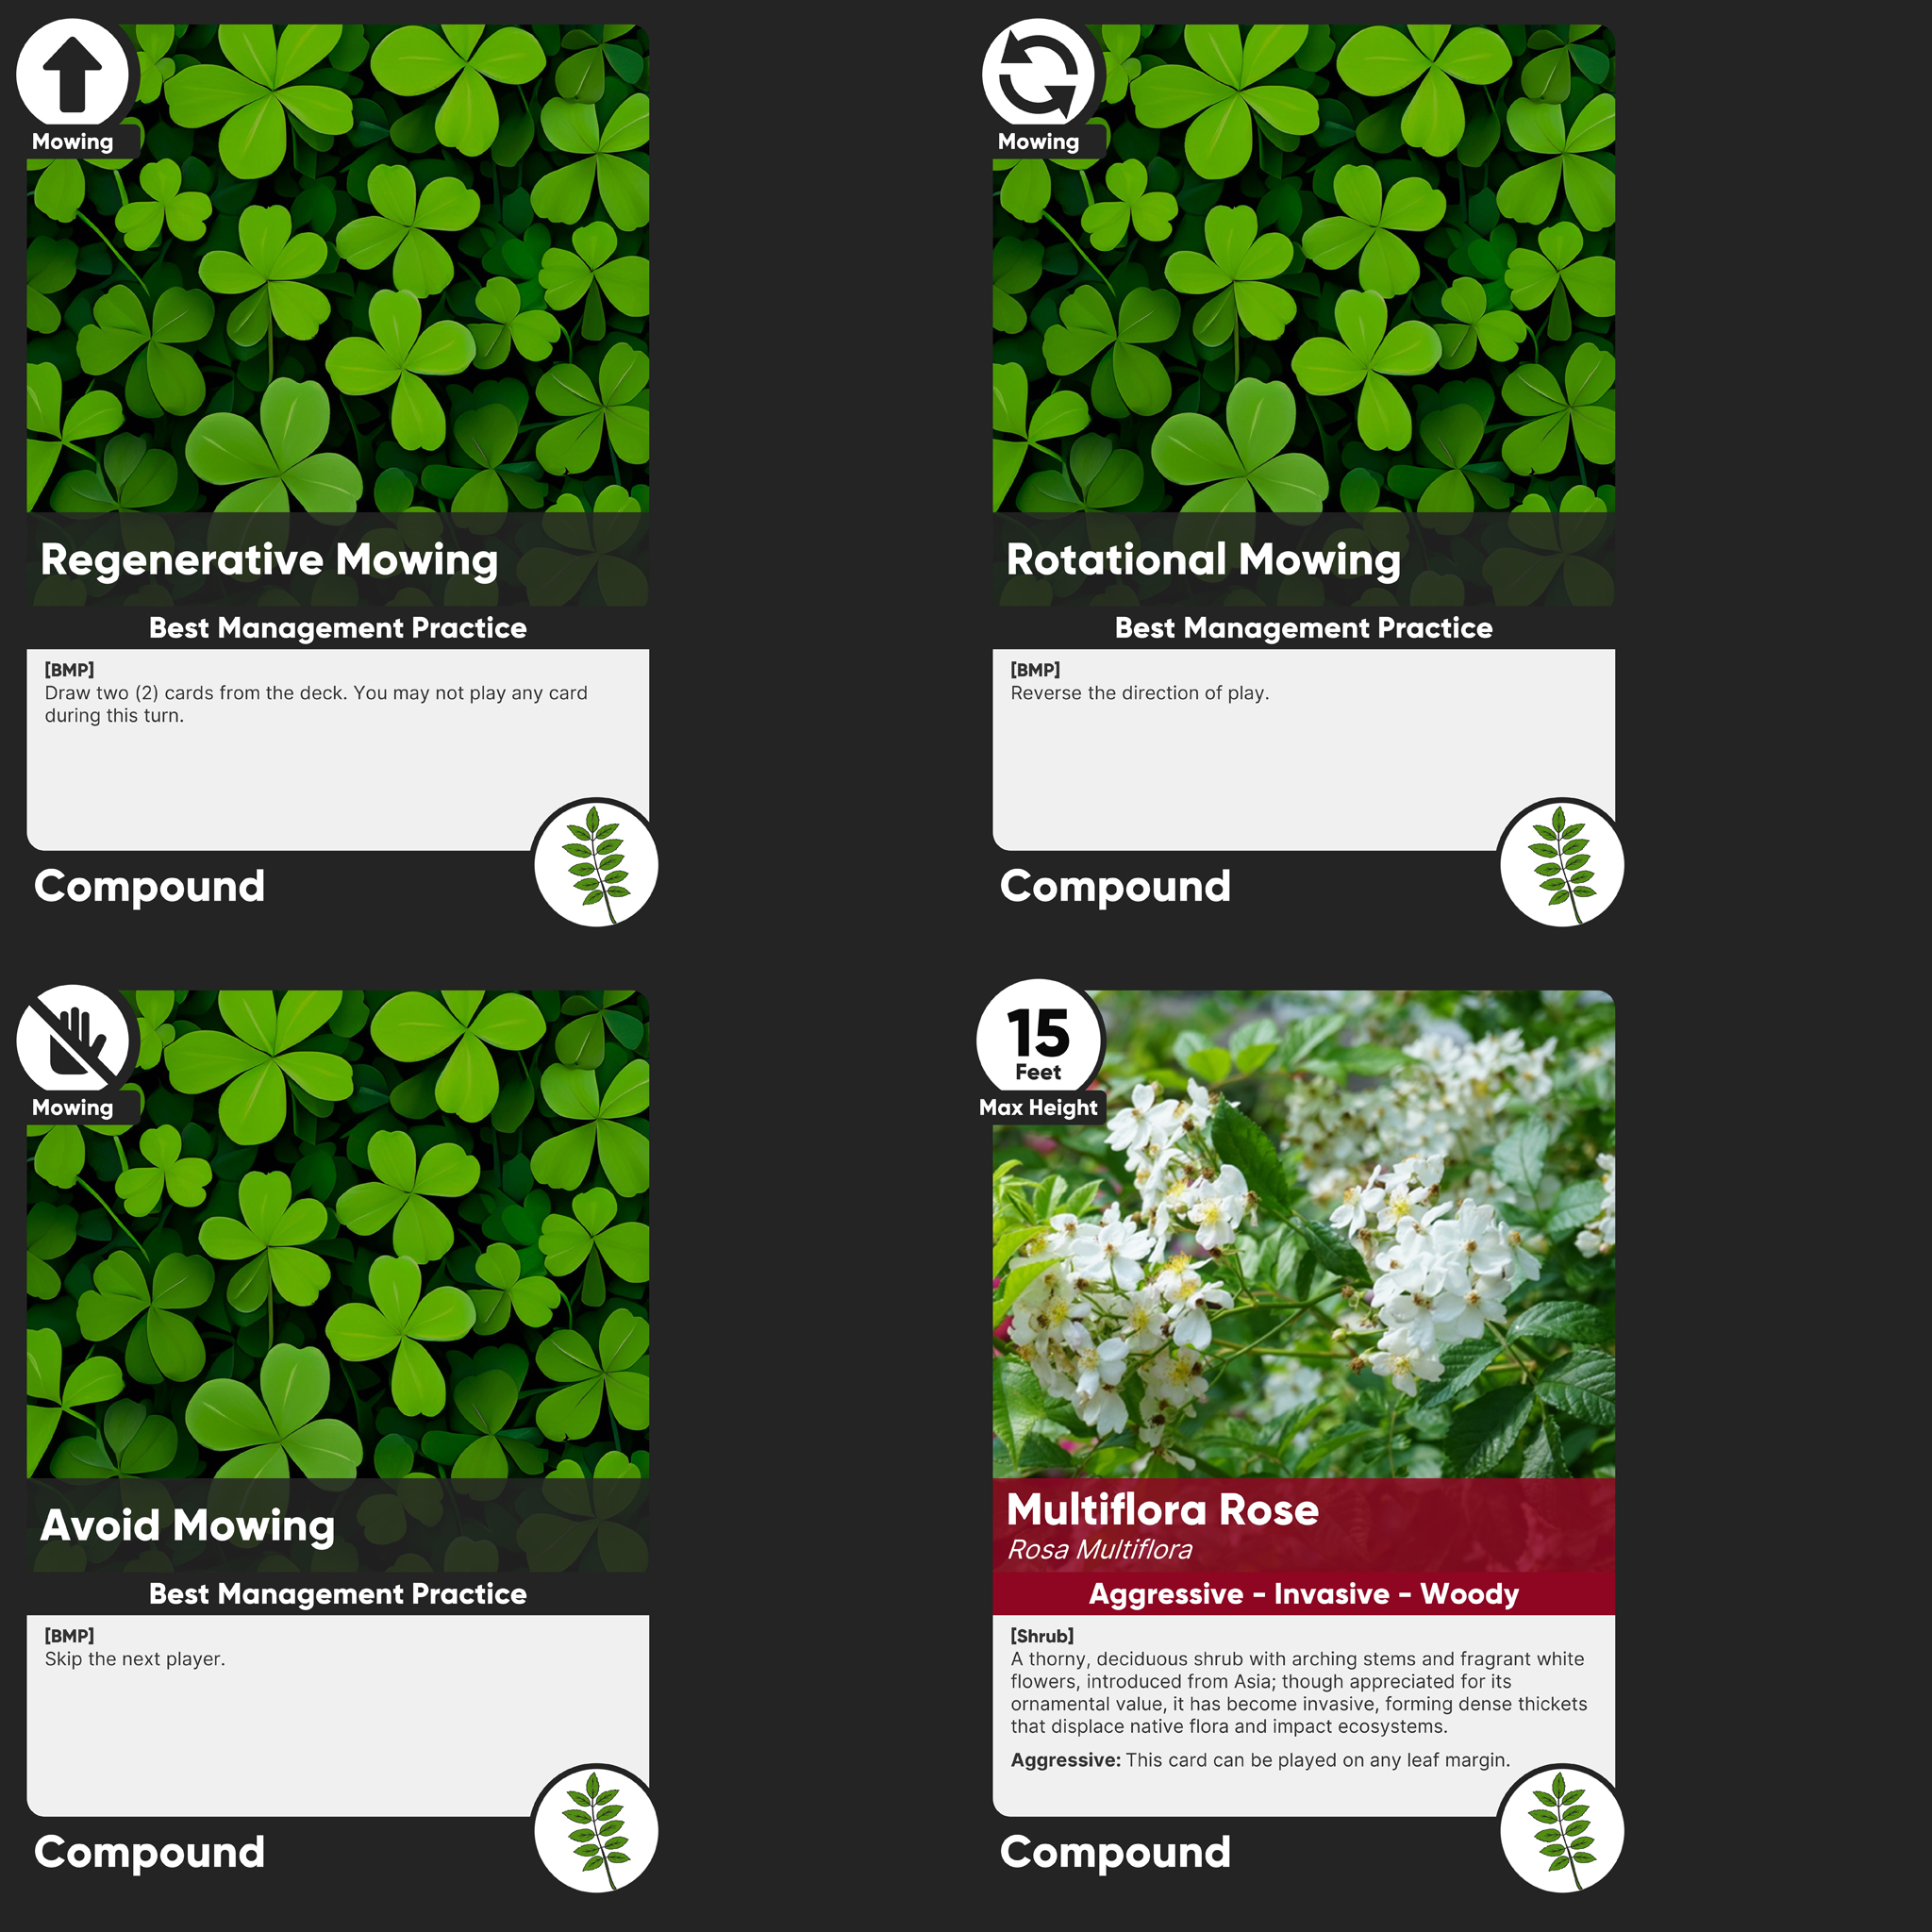 Mowing
Regenerative Mowing
Best Management Practice
[BMP]
Draw two (2) cards from the deck. You may not play any card
during this turn.
Compound
Mowing
Rotational Mowing
Best Management Practice
[BMP]
Reverse the direction of play.
Compound
Mowing
Avoid Mowing
Best Management Practice
[BMP]
Skip the next player.
Compound
15
Feet
Max Height
Multiflora Rose
Rosa Multiflora
Aggressive - Invasive - Woody
[Shrub]
A thorny, deciduous shrub with arching stems and fragrant white
flowers, introduced from Asia; though appreciated for its
ornamental value, it has become invasive, forming dense thickets
that displace native flora and impact ecosystems.
Aggressive: This card can be played on any leaf margin.
Compound